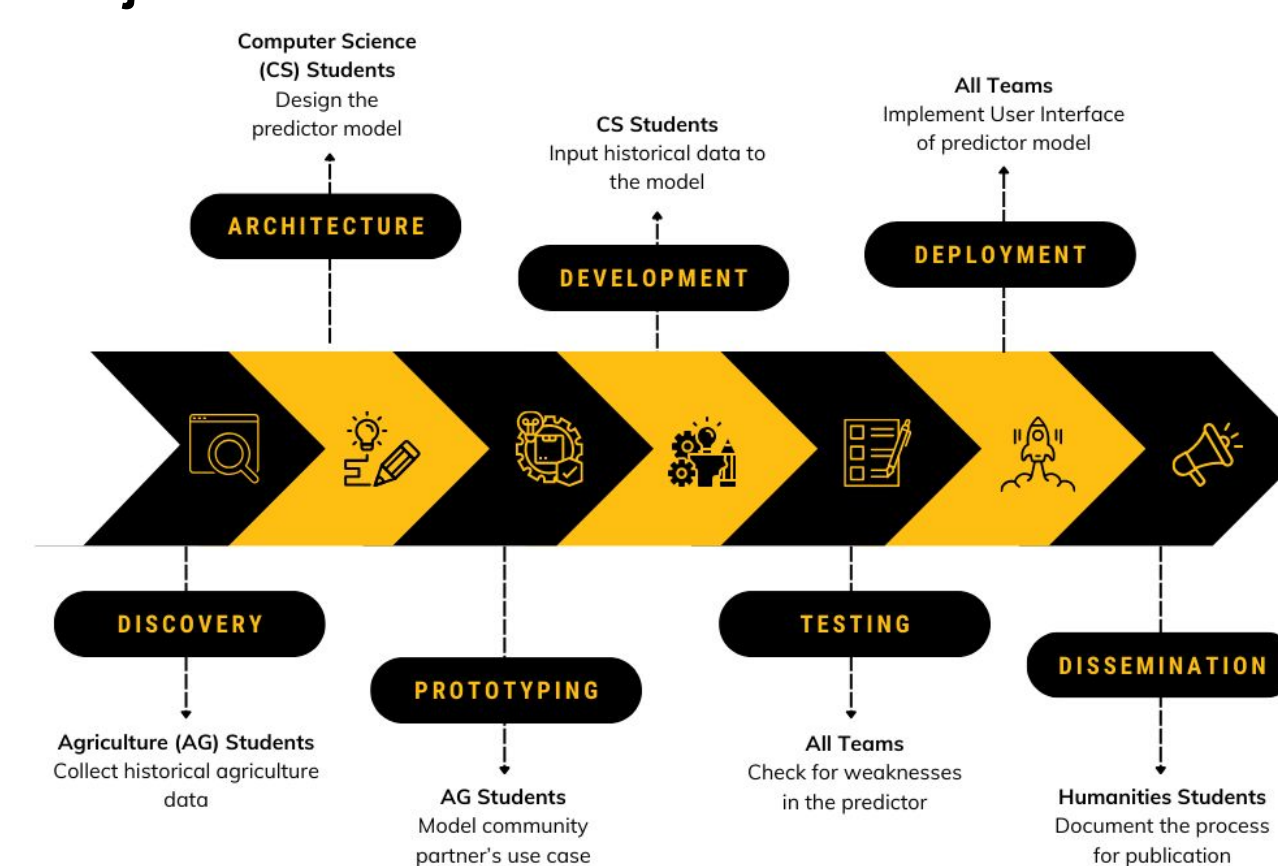 Computer Science
(CS) Students
Design the
predictor model
ARCHITECTURE
CS Students
Input historical data to
the model
DEVELOPMENT
All Teams
Implement User Interface
of predictor model
DEPLOYMENT
DISCOVERY
Agriculture (AG) Students
Collect historical agriculture
data
PROTOTYPING
AG Students
Model community
partner's use case
TESTING
All Teams
Check for weaknesses
in the predictor
DISSEMINATION
Humanities Students
Document the process
for publication